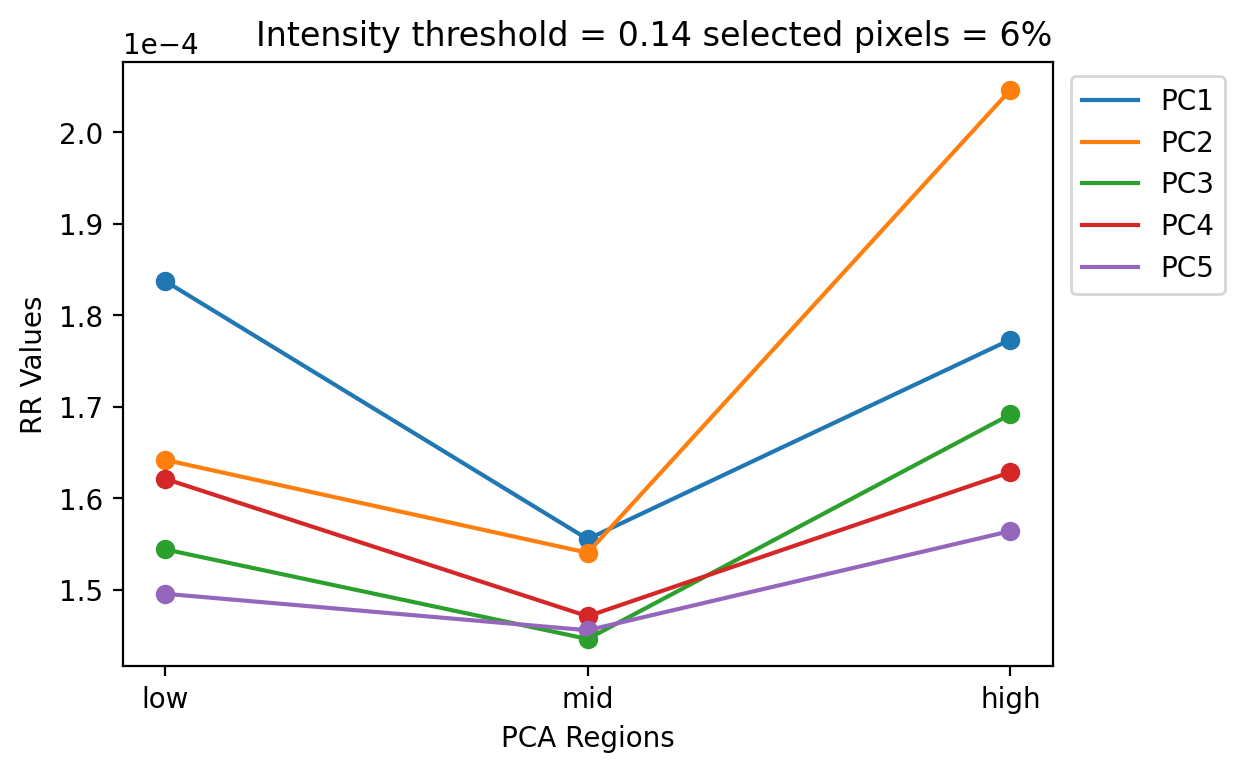 Intensity threshold = 0.14 selected pixels = 6%
1e−4
2.0
1.9
1.8
1.7
1.6
1.5
RR Values
low mid high
PCA Regions
PC1
PC2
PC3
PC4
PC5